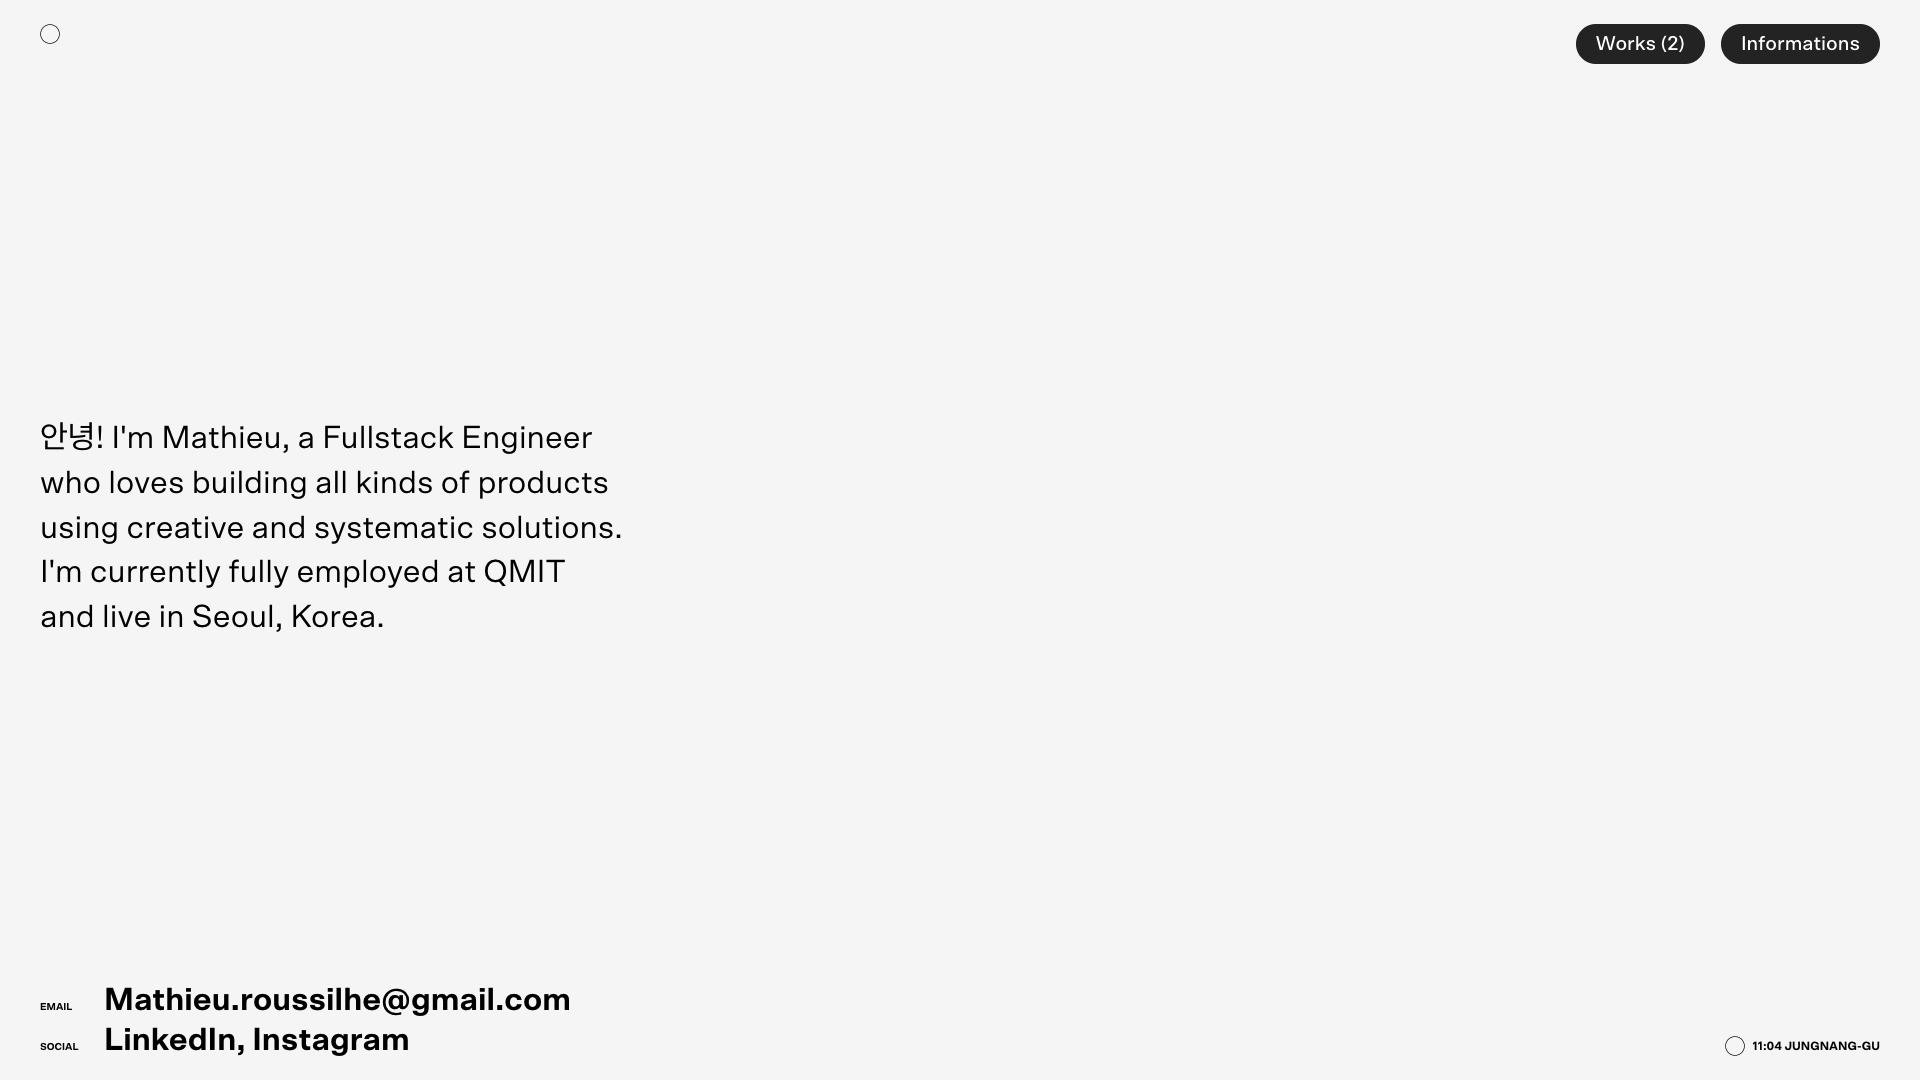 Works (2)
Informations
안녕! I'm Mathieu, a Fullstack Engineer
who loves building all kinds of products
using creative and systematic solutions.
I'm currently fully employed at QMIT
and live in Seoul, Korea.
EMAIL Mathieu.roussilhe@gmail.com
SOCIAL LinkedIn, Instagram
11:04 JUNGNANG-GU